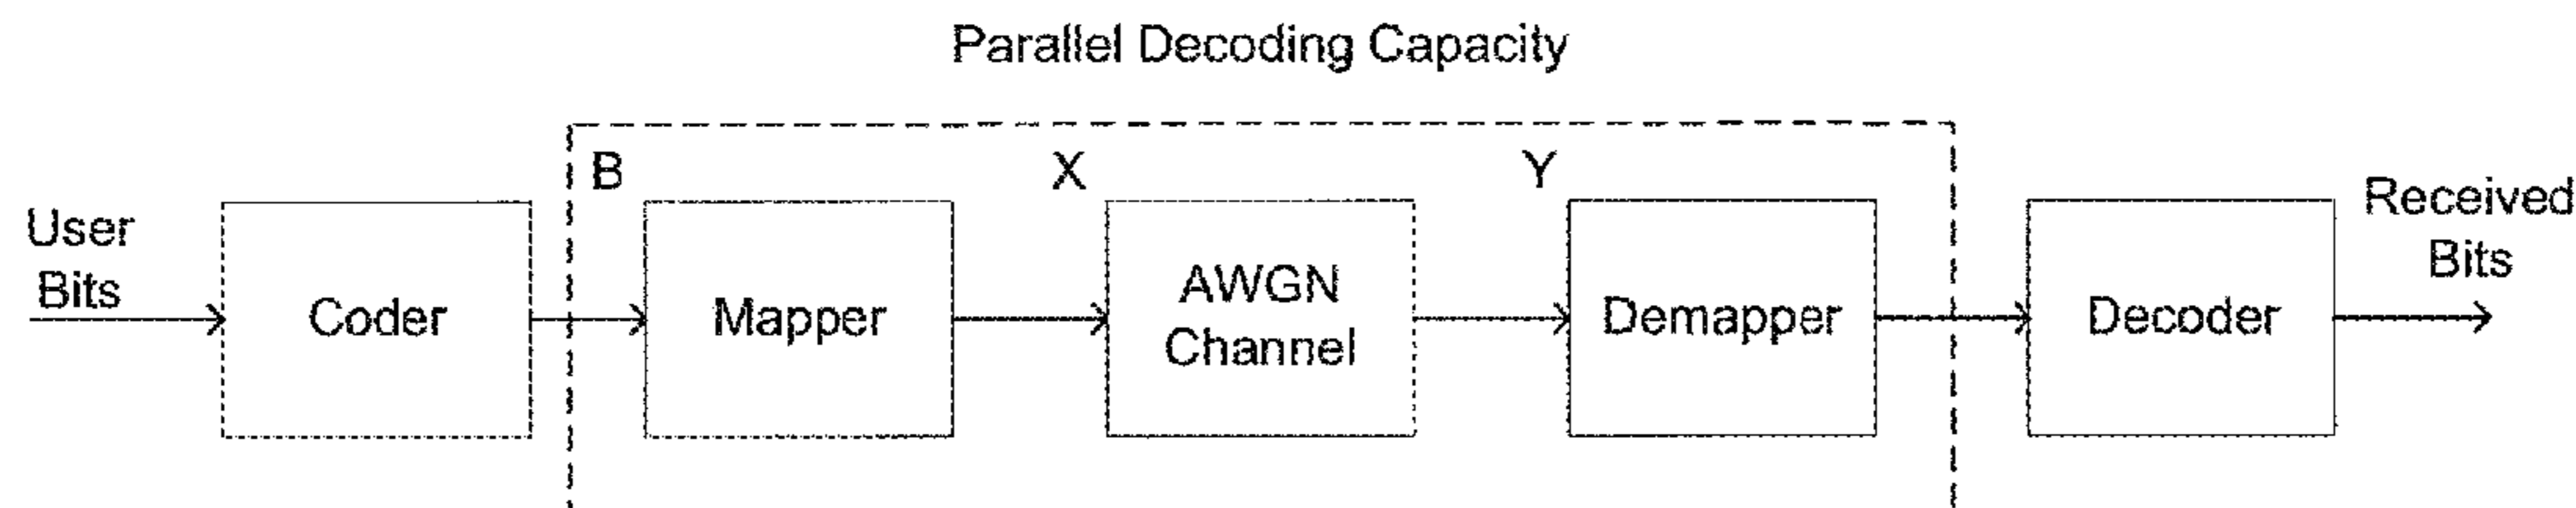 Parallel Decoding Capacity
B
X
Y
User
Bits
Coder
Mapper
AWGN
Channel
Demapper
Decoder
Received
Bits